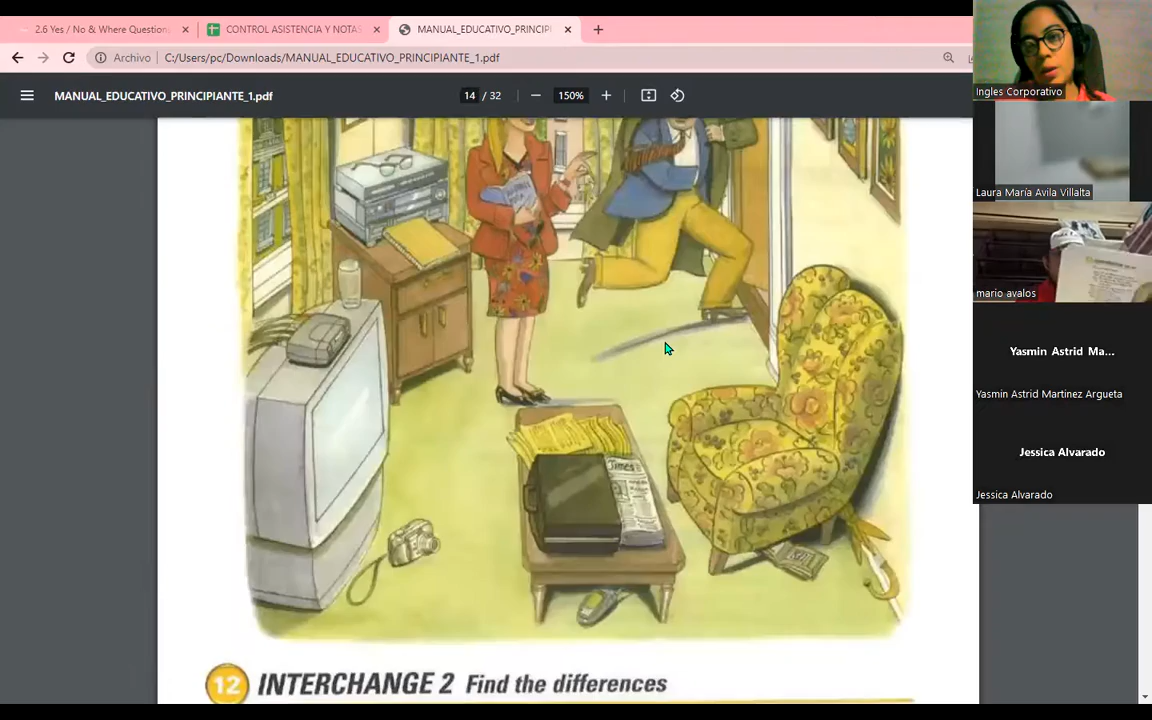 2.6 Yes / No & Where Questions
CONTROL ASISTENCIA Y NOTAS
MANUAL_EDUCATIVO_PRINCIPI
Archivo
C:/Users/pc/Downloads/MANUAL_EDUCATIVO_PRINCIPIANTE_1.pdf
MANUAL_EDUCATIVO_PRINCIPIANTE_1.pdf
14 / 32
150%
Ingles Corporativo
Laura María Avila Villalta
mario avalos
Yasmin Astrid Ma...
Yasmin Astrid Martinez Argueta
Jessica Alvarado
Jessica Alvarado
Times
12 INTERCHANGE 2 Find the differences